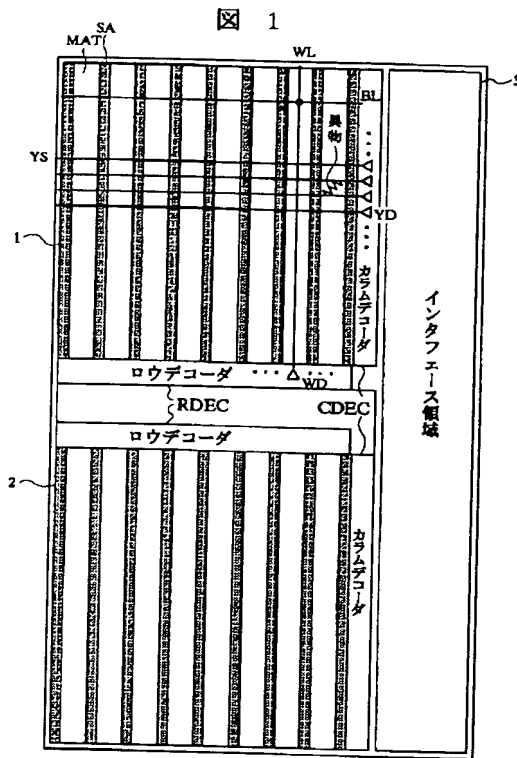 図 1
SA
MAT
WL
3
BL
異物
YS
YD
1
カラムデコーダ
インタフェース領域
ロウデコーダ
WD
RDEC
CDEC
ロウデコーダ
2
カラムデコーダ